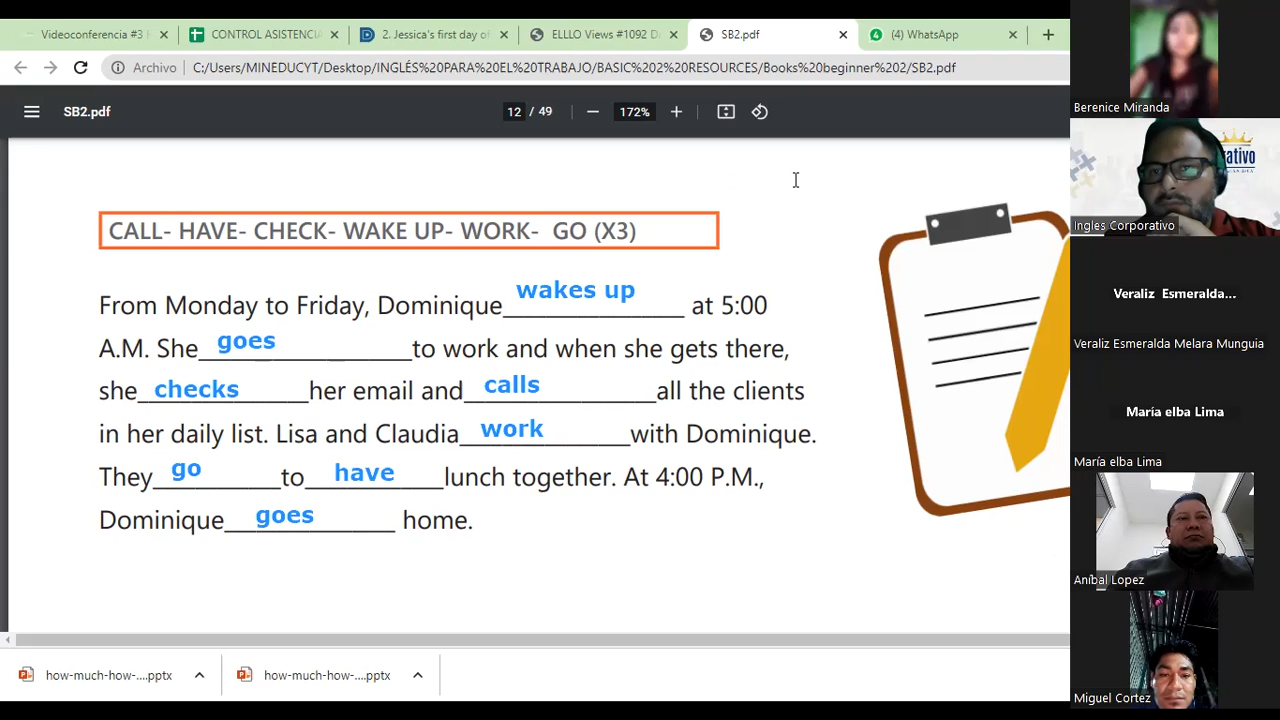 Videoconferencia #3
CONTROL ASISTENCIA
2. Jessica's first day of
ELLLO Views #1092 Da
SB2.pdf
(4) WhatsApp
Archivo
C:/Users/MINEDUCYT/Desktop/INGLÉS%20PARA%20EL%20TRABAJO/BASIC%202%20RESOURCES/Books%20beginner%202/SB2.pdf
SB2.pdf
12 / 49
172%
CALL- HAVE- CHECK- WAKE UP- WORK- GO (X3)
From Monday to Friday, Dominique wakes up at 5:00
A.M. She goes to work and when she gets there,
she checks her email and calls all the clients
in her daily list. Lisa and Claudia work with Dominique.
They go to have lunch together. At 4:00 P.M.,
Dominique goes home.
how-much-how-....pptx
how-much-how-....pptx
Berenice Miranda
Ingles Corporativo
Veraliz Esmeralda...
Veraliz Esmeralda Melara Munguia
María elba Lima
María elba Lima
Aníbal Lopez
Miguel Cortez